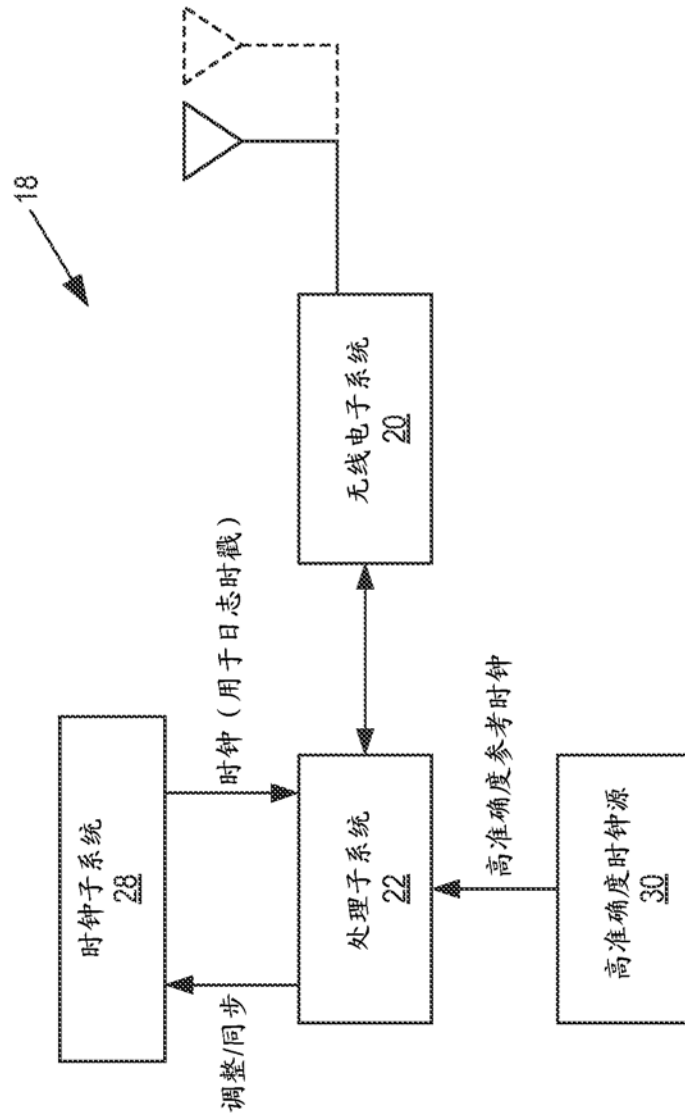 18
时钟子系统
28
调整/同步
时钟（用于日志时戳）
处理子系统
22
无线电子系统
20
高准确度参考时钟
高准确度时钟源
30